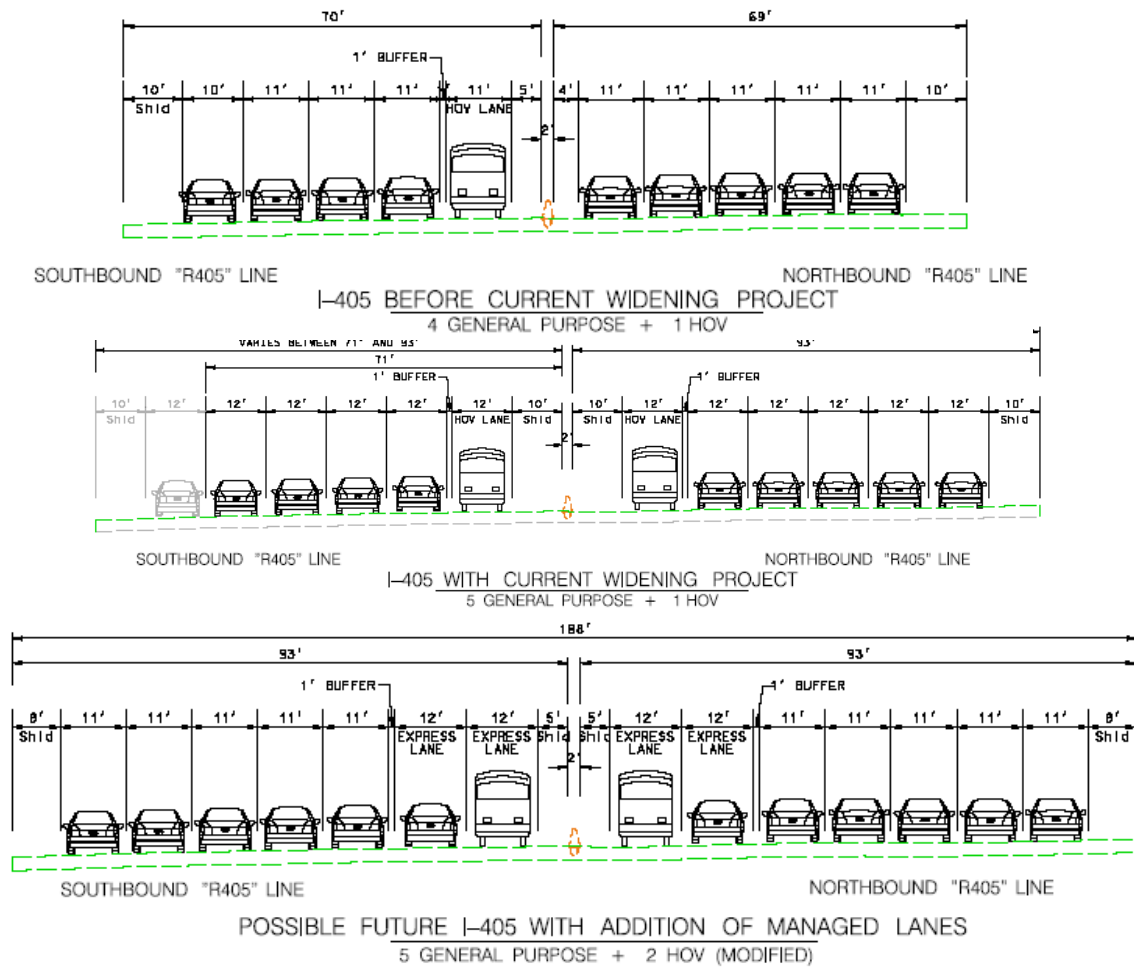 70' 69'
1' BUFFER
10' 10' 11' 11' 11' 11' 5' 4' 11' 11' 11' 11' 11' 10'
Shld HOV LANE
2'
SOUTHBOUND "R405" LINE NORTHBOUND "R405" LINE
I-405 BEFORE CURRENT WIDENING PROJECT
4 GENERAL PURPOSE + 1 HOV
VARIES BETWEEN 71' AND 93' 93'
71'
1' BUFFER 1' BUFFER
10' 12' 12' 12' 12' 12' 12' 10' 10' 12' 12' 12' 12' 12' 12' 10'
Shld HOV LANE Shld Shld HOV LANE Shld
2'
SOUTHBOUND "R405" LINE NORTHBOUND "R405" LINE
I-405 WITH CURRENT WIDENING PROJECT
5 GENERAL PURPOSE + 1 HOV
188'
93' 93'
1' BUFFER 1' BUFFER
8' 11' 11' 11' 11' 11' 12' 12' 5' 5' 12' 12' 11' 11' 11' 11' 11' 8'
Shld EXPRESS EXPRESS Shld Shld EXPRESS EXPRESS Shld
LANE LANE LANE LANE
2'
SOUTHBOUND "R405" LINE NORTHBOUND "R405" LINE
POSSIBLE FUTURE I-405 WITH ADDITION OF MANAGED LANES
5 GENERAL PURPOSE + 2 HOV (MODIFIED)